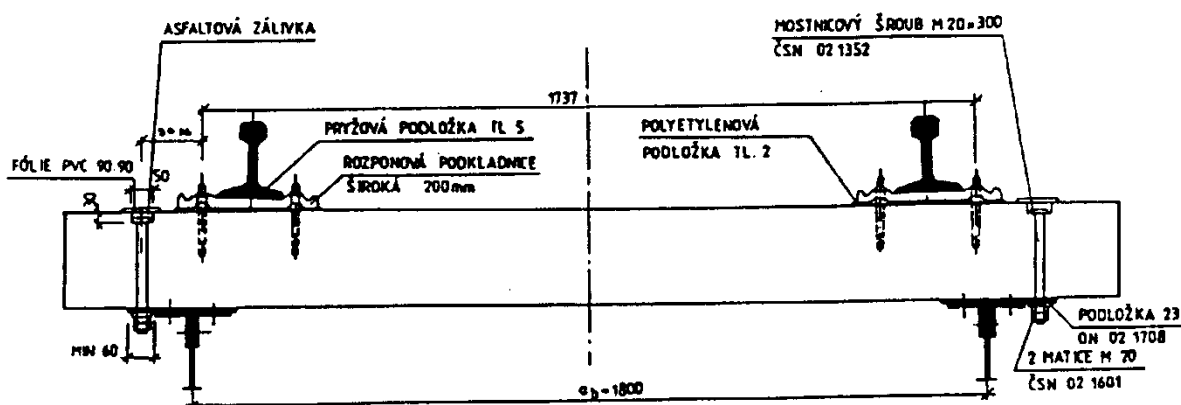 ASFALTOVÁ ZÁLIVKA
MOSTNICOVÝ ŠROUB M 20×300
ČSN 02 1352
1737
PRYŽOVÁ PODLOŽKA TL 5
POLYETYLENOVÁ
PODLOŽKA TL. 2
FÓLIE PVC 90.90
50
ROZPONOVÁ PODKLADNICE
ŠIROKÁ 200mm
30
PODLOŽKA 23
ON 02 1708
MIN 60
2 MATICE M 20
ČSN 02 1601
ab=1800